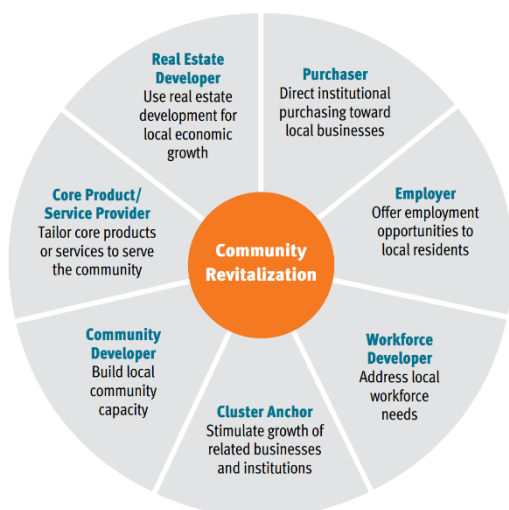 Real Estate
Developer
Use real estate
development for
local economic
growth
Purchaser
Direct institutional
purchasing toward
local businesses
Employer
Offer employment
opportunities to
local residents
Workforce
Developer
Address local
workforce
needs
Cluster Anchor
Stimulate growth of
related businesses
and institutions
Community
Developer
Build local
community
capacity
Core Product/
Service Provider
Tailor core products
or services to serve
the community
Community
Revitalization